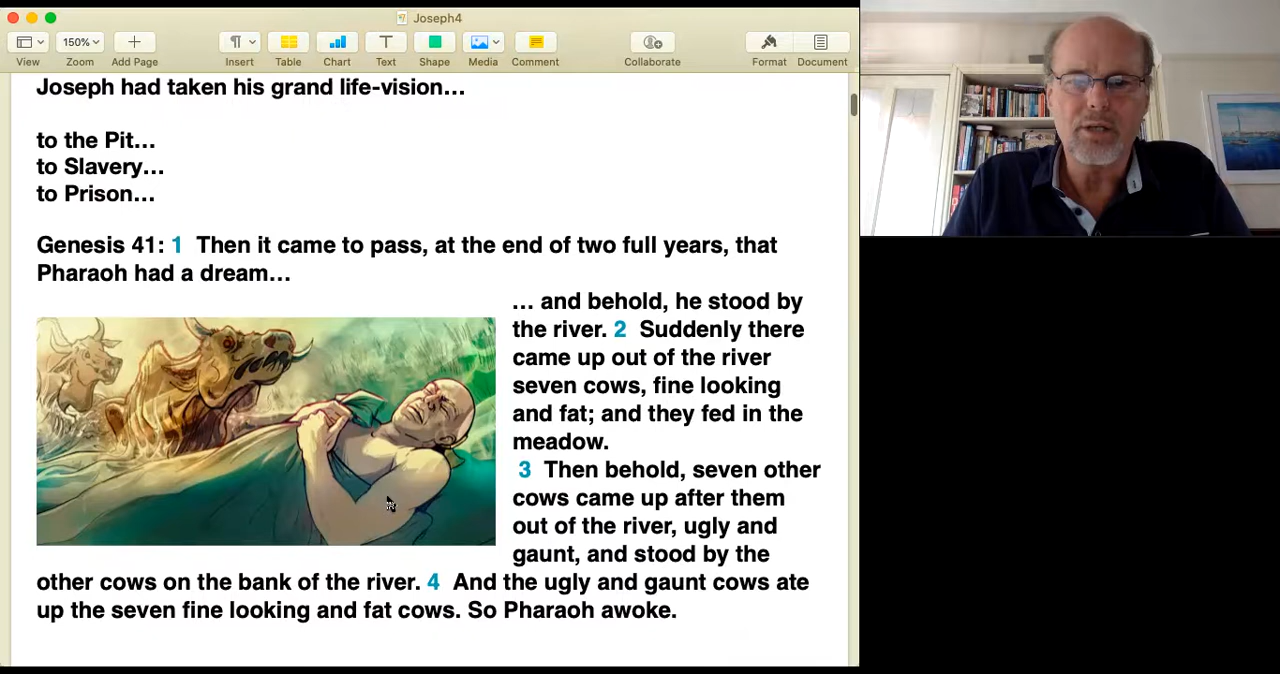 Joseph4
150%
View
Zoom
Add Page
Insert
Table
Chart
Text
Shape
Media
Comment
Collaborate
Format
Document
Joseph had taken his grand life-vision…
to the Pit…
to Slavery…
to Prison…
Genesis 41: 1 Then it came to pass, at the end of two full years, that
Pharaoh had a dream…
… and behold, he stood by
the river. 2 Suddenly there
came up out of the river
seven cows, fine looking
and fat; and they fed in the
meadow.
3 Then behold, seven other
cows came up after them
out of the river, ugly and
gaunt, and stood by the
other cows on the bank of the river. 4 And the ugly and gaunt cows ate
up the seven fine looking and fat cows. So Pharaoh awoke.